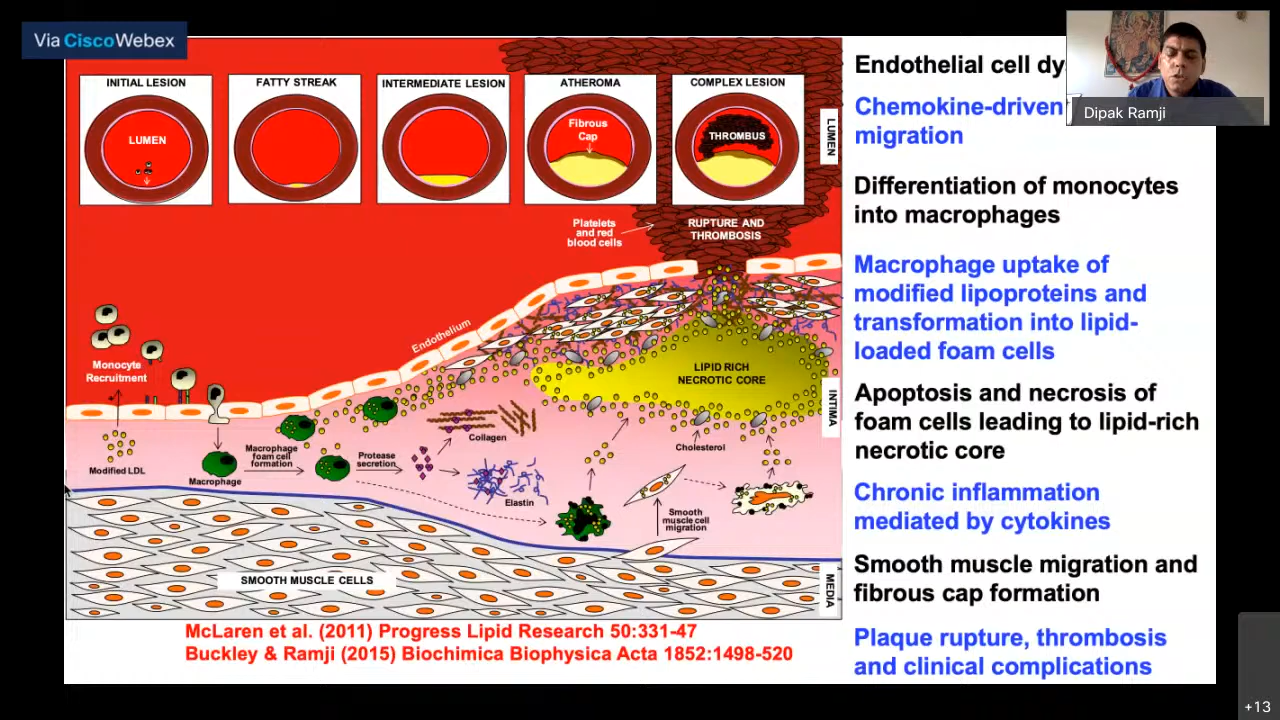 Via CiscoWebex
INITIAL LESION
FATTY STREAK
INTERMEDIATE LESION
ATHEROMA
COMPLEX LESION
LUMEN
Fibrous
Cap
THROMBUS
LUMEN
Platelets
and red
blood cells
RUPTURE AND
THROMBOSIS
Endothelium
Monocyte
Recruitment
LIPID RICH
NECROTIC CORE
INTIMA
Modified LDL
Macrophage
Macrophage
foam cell
formation
Protease
secretion
Collagen
Elastin
Cholesterol
Smooth
muscle cell
migration
SMOOTH MUSCLE CELLS
MEDIA
McLaren et al. (2011) Progress Lipid Research 50:331-47
Buckley & Ramji (2015) Biochimica Biophysica Acta 1852:1498-520
Endothelial cell
Chemokine-driven
migration
Differentiation of monocytes
into macrophages
Macrophage uptake of
modified lipoproteins and
transformation into lipid-
loaded foam cells
Apoptosis and necrosis of
foam cells leading to lipid-rich
necrotic core
Chronic inflammation
mediated by cytokines
Smooth muscle migration and
fibrous cap formation
Plaque rupture, thrombosis
and clinical complications
Dipak Ramji
+13